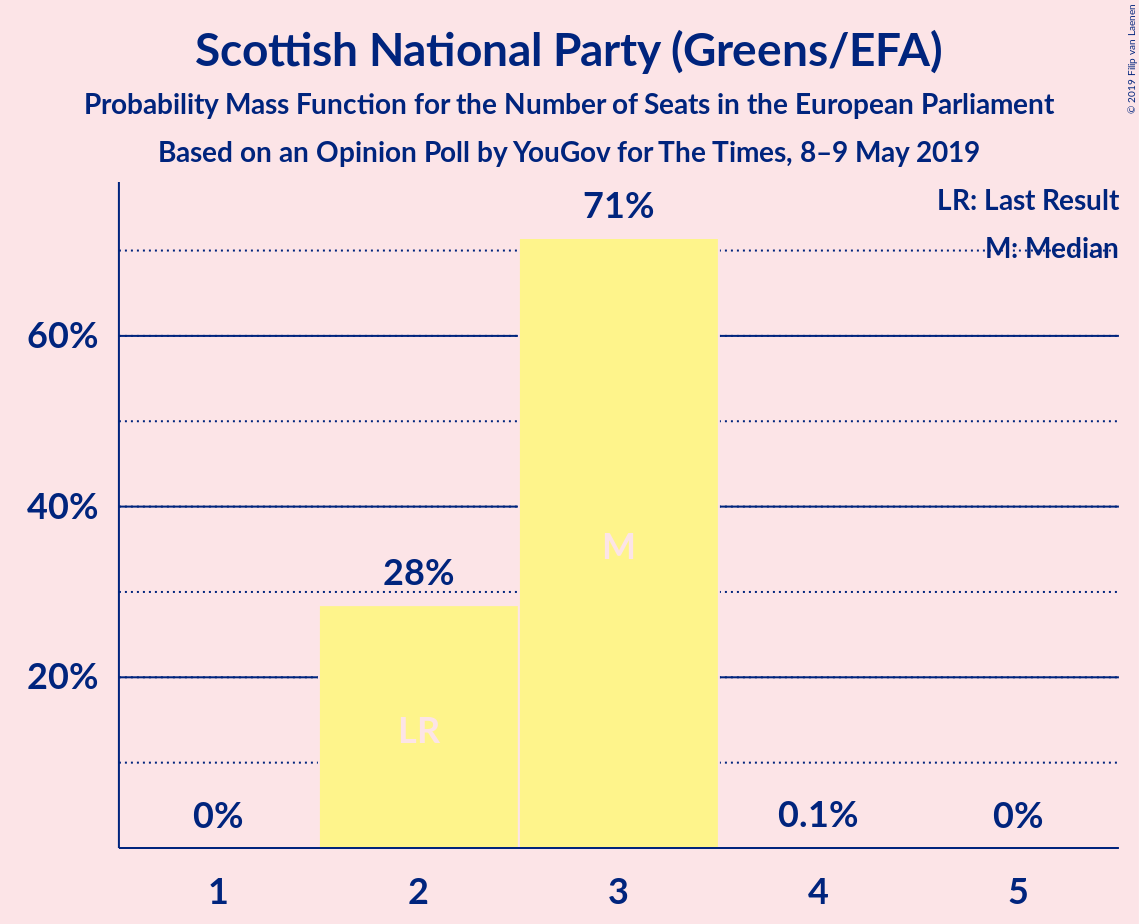 Scottish National Party (Greens/EFA)
Probability Mass Function for the Number of Seats in the European Parliament
Based on an Opinion Poll by YouGov for The Times, 8–9 May 2019
© 2019 Filip van Laenen
LR: Last Result
M: Median
71%
60%
40%
28%
20%
M
LR
0%
0.1%
0%
1
2
3
4
5